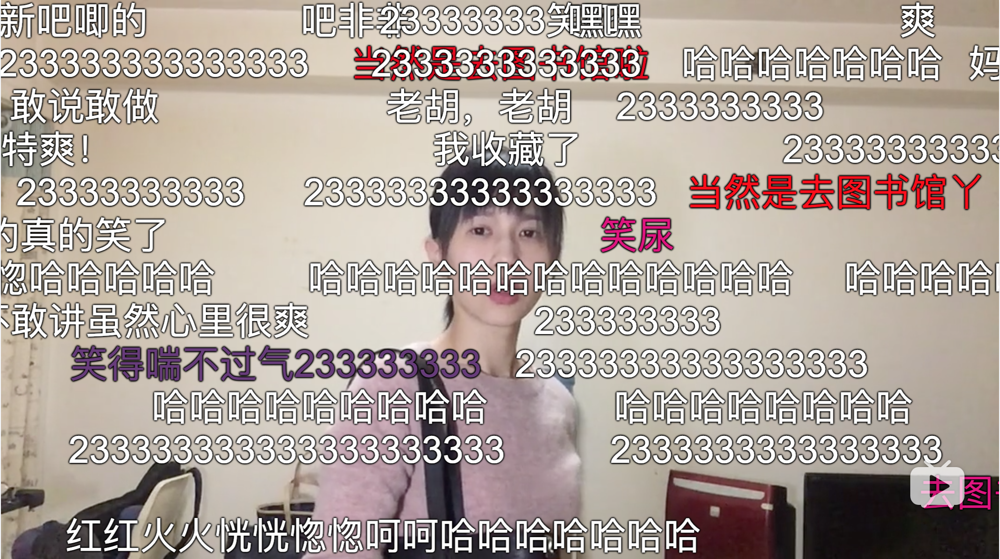 新吧唧的 吧非非 23333333笑 嘿嘿 爽
233333333333333 当然是去图书馆啦 2333333333333 哈哈哈哈哈哈哈 妈
敢说敢做 老胡，老胡 2333333333
特爽！ 我收藏了 23333333333
23333333333 23333333333333333 当然是去图书馆丫
的真的笑了 笑尿
惚哈哈哈哈哈 哈哈哈哈哈哈哈哈哈哈哈哈哈 哈哈哈哈
不敢讲虽然心里很爽 233333333
笑得喘不过气233333333 23333333333333333
哈哈哈哈哈哈哈哈哈 哈哈哈哈哈哈哈哈
233333333333333333333 2333333333333333
去图
红红火火恍恍惚惚呵呵哈哈哈哈哈哈哈